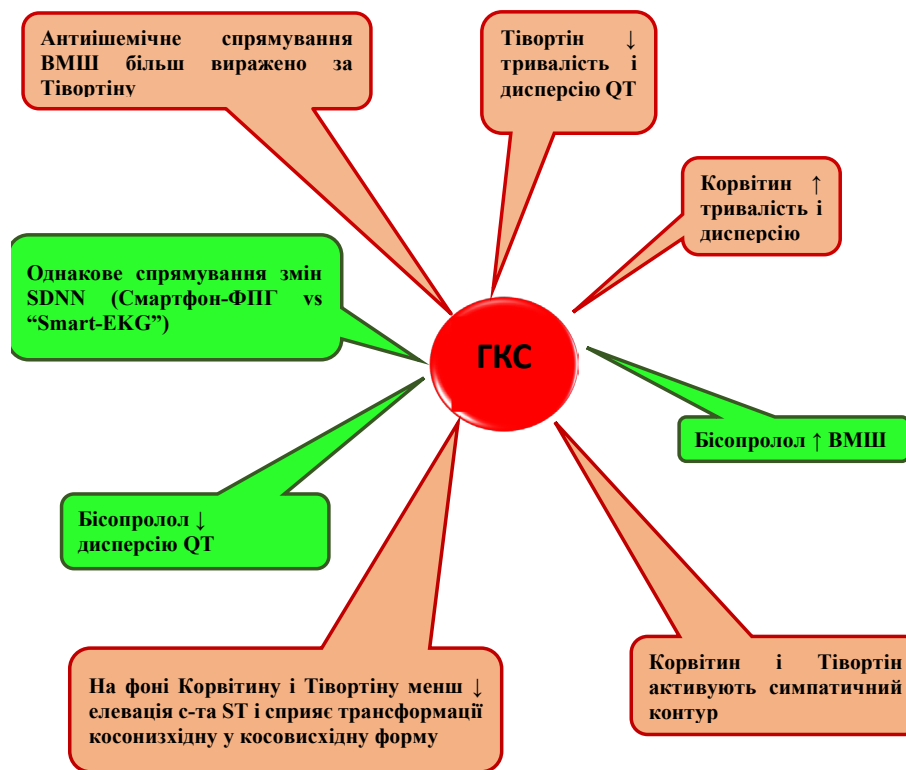 Антиішемічне спрямування
ВМШ більш виражено за
Тівортіну
Тівортін ↓
тривалість і
дисперсію QT
Корвітин ↑
тривалість і
дисперсію
Однакове спрямування змін
SDNN (Смартфон-ФПГ vs
“Smart-EKG”)
ГКС
Бісопролол ↑ ВМШ
Бісопролол ↓
дисперсію QT
На фоні Корвітину і Тівортіну менш ↓
елевація с-та ST і сприяє трансформації
косонизхідну у косовисхідну форму
Корвітин і Тівортін
активують симпатичний
контур